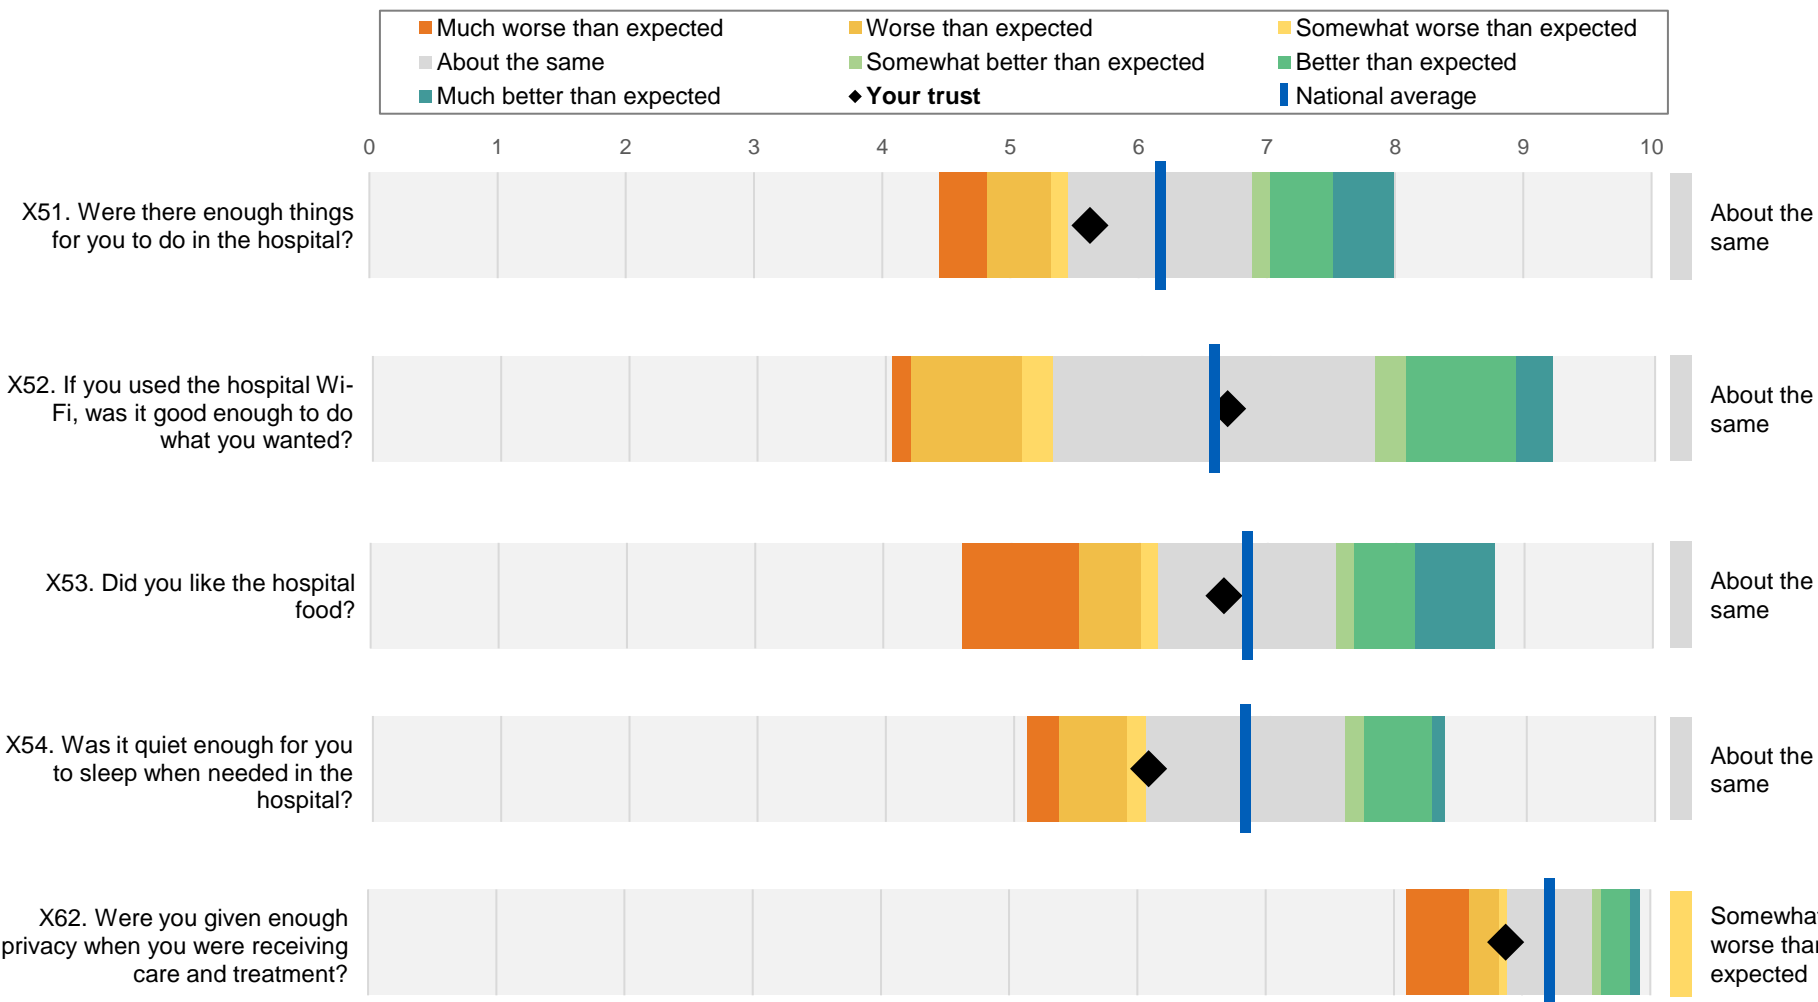 Much worse than expected
Worse than expected
Somewhat worse than expected
About the same
Somewhat better than expected
Better than expected
Much better than expected
Your trust
National average
0 1 2 3 4 5 6 7 8 9 10
X51. Were there enough things
for you to do in the hospital?
About the
same
X52. If you used the hospital Wi-
Fi, was it good enough to do
what you wanted?
About the
same
X53. Did you like the hospital
food?
About the
same
X54. Was it quiet enough for you
to sleep when needed in the
hospital?
About the
same
X62. Were you given enough
privacy when you were receiving
care and treatment?
Somewhat
worse than
expected